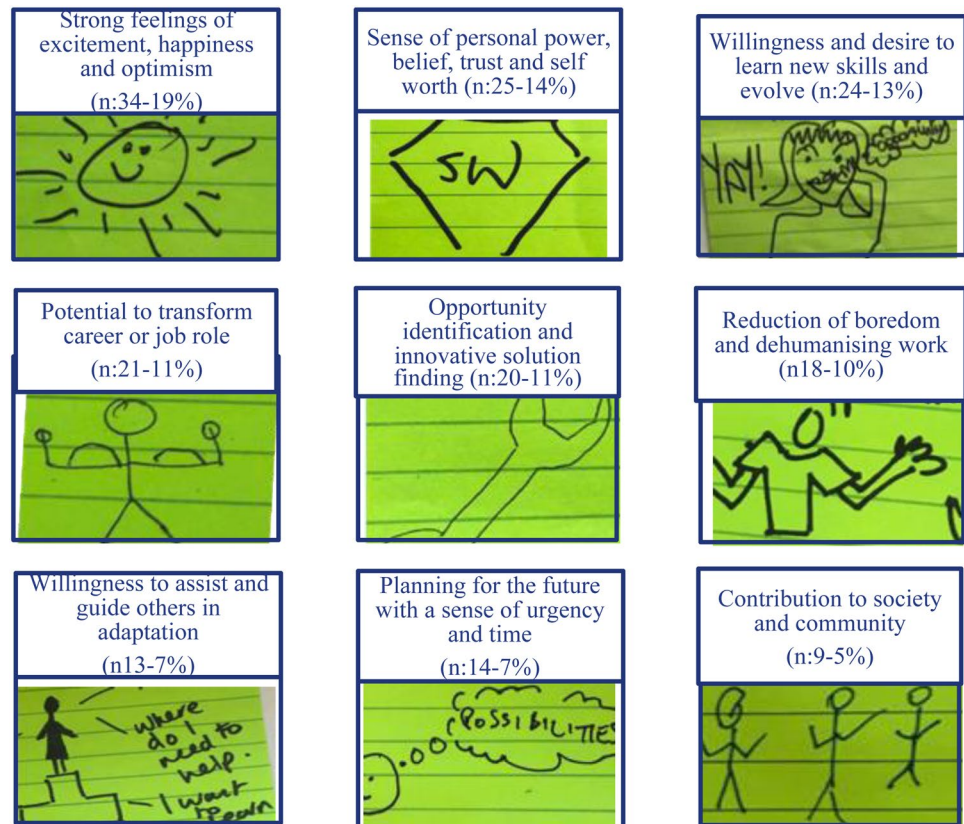 Strong feelings of
excitement, happiness
and optimism
(n:34-19%)
Sense of personal power,
belief, trust and self
worth (n:25-14%)
Willingness and desire to
learn new skills and
evolve (n:24-13%)
SW
YAY!
Potential to transform
career or job role
(n:21-11%)
Opportunity
identification and
innovative solution
finding (n:20-11%)
Reduction of boredom
and dehumanising work
(n18-10%)
Willingness to assist and
guide others in
adaptation
(n13-7%)
Planning for the future
with a sense of urgency
and time
(n:14-7%)
Contribution to society
and community
(n:9-5%)
where
do I
need to
help.
I want
to
POSSIBILITIE